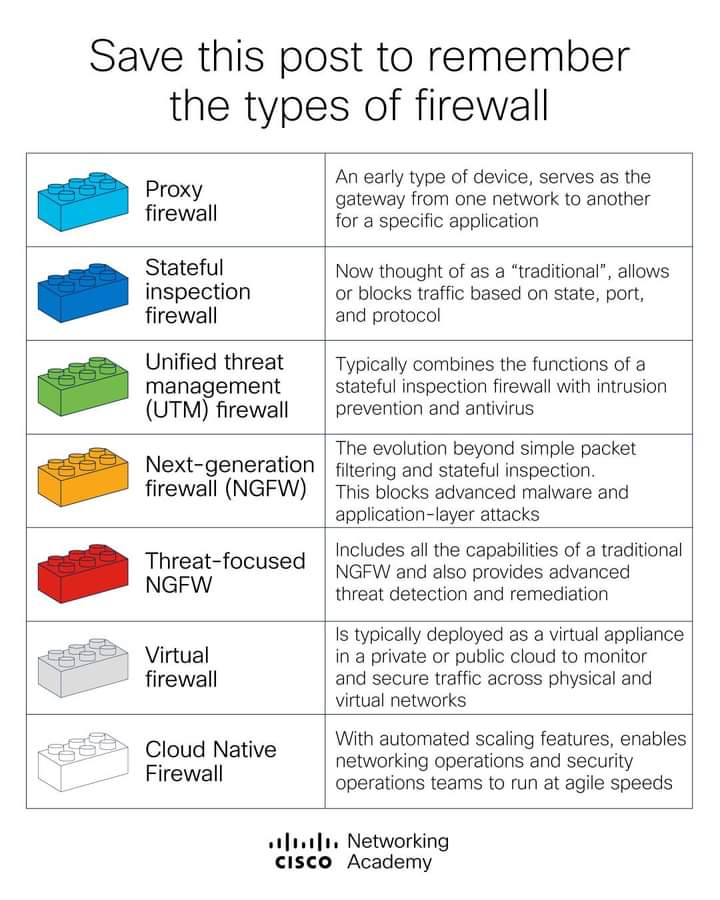 Save this post to remember
the types of firewall
Proxy
firewall
An early type of device, serves as the
gateway from one network to another
for a specific application
Stateful
inspection
firewall
Now thought of as a “traditional”, allows
or blocks traffic based on state, port,
and protocol
Unified threat
management
(UTM) firewall
Typically combines the functions of a
stateful inspection firewall with intrusion
prevention and antivirus
Next-generation
firewall (NGFW)
The evolution beyond simple packet
filtering and stateful inspection.
This blocks advanced malware and
application-layer attacks
Threat-focused
NGFW
Includes all the capabilities of a traditional
NGFW and also provides advanced
threat detection and remediation
Virtual
firewall
Is typically deployed as a virtual appliance
in a private or public cloud to monitor
and secure traffic across physical and
virtual networks
Cloud Native
Firewall
With automated scaling features, enables
networking operations and security
operations teams to run at agile speeds
CISCO
Networking
Academy